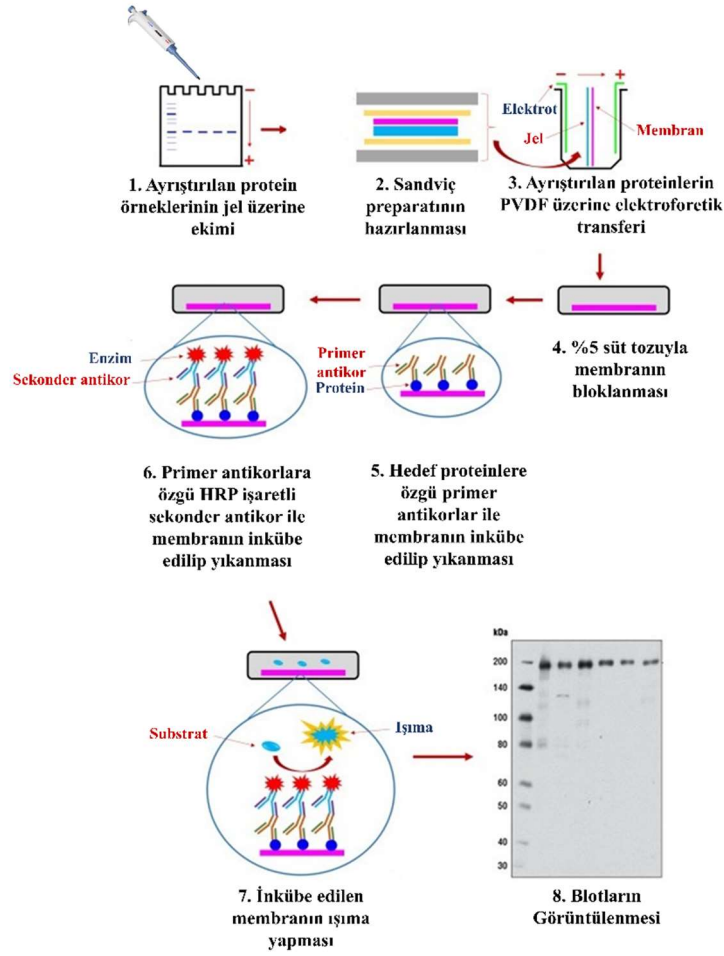 −
+
1. Ayrıştırılan protein
örneklerinin jel üzerine
ekimi
2. Sandviç
preparatının
hazırlanması
− +
Elektrot
Jel
Membran
3. Ayrıştırılan proteinlerin
PVDF üzerine elektroforetik
transferi
4. %5 süt tozuyla
membranın
bloklanması
Primer
antikor
Protein
5. Hedef proteinlere
özgü primer
antikorlar ile
membranın inkübe
edilip yıkanması
Enzim
Sekonder antikor
6. Primer antikorlara
özgü HRP işaretli
sekonder antikor ile
membranın inkübe
edilip yıkanması
Substrat
Işıma
7. İnkübe edilen
membranın ışıma
yapması
kDa
200
140
100
80
60
50
40
30
8. Blotların
Görüntülenmesi